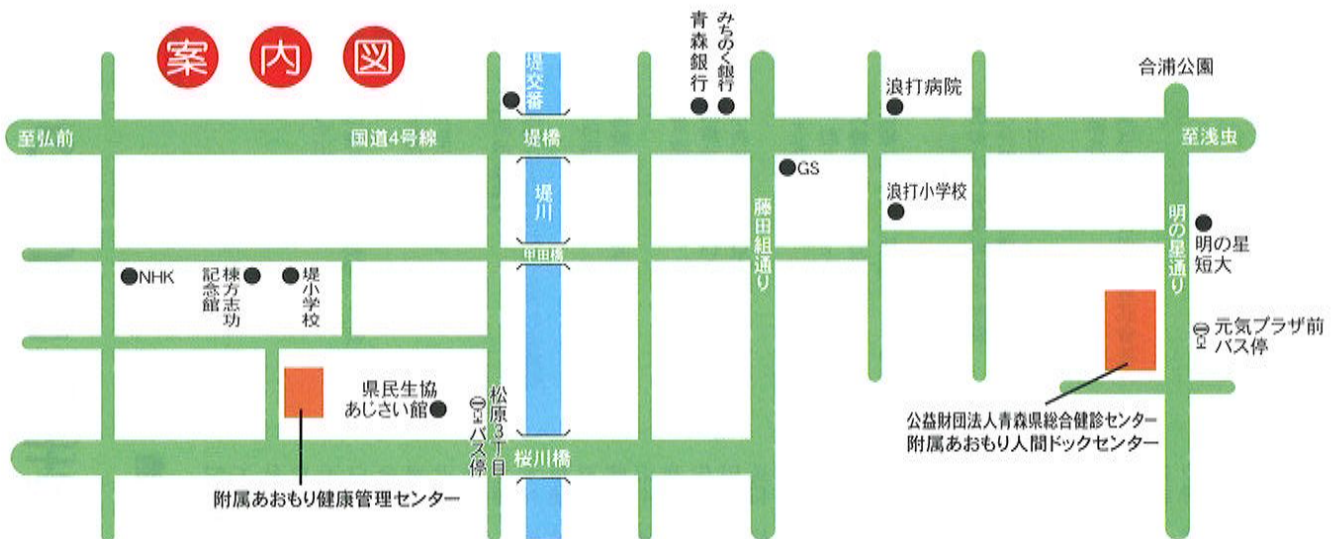 案内図
堤交番
青森銀行
みちのく銀行
浪打病院
合浦公園
至弘前
国道4号線
堤橋
至浅虫
GS
堤川
浪打小学校
藤田組通り
明の星通り
明の星
短大
甲田橋
NHK
棟方志功
記念館
堤小学校
元気プラザ前
バス停
県民生協
あじさい館
松原3丁目
バス停
公益財団法人青森県総合健診センター
附属あおもり人間ドックセンター
桜川橋
附属あおもり健康管理センター